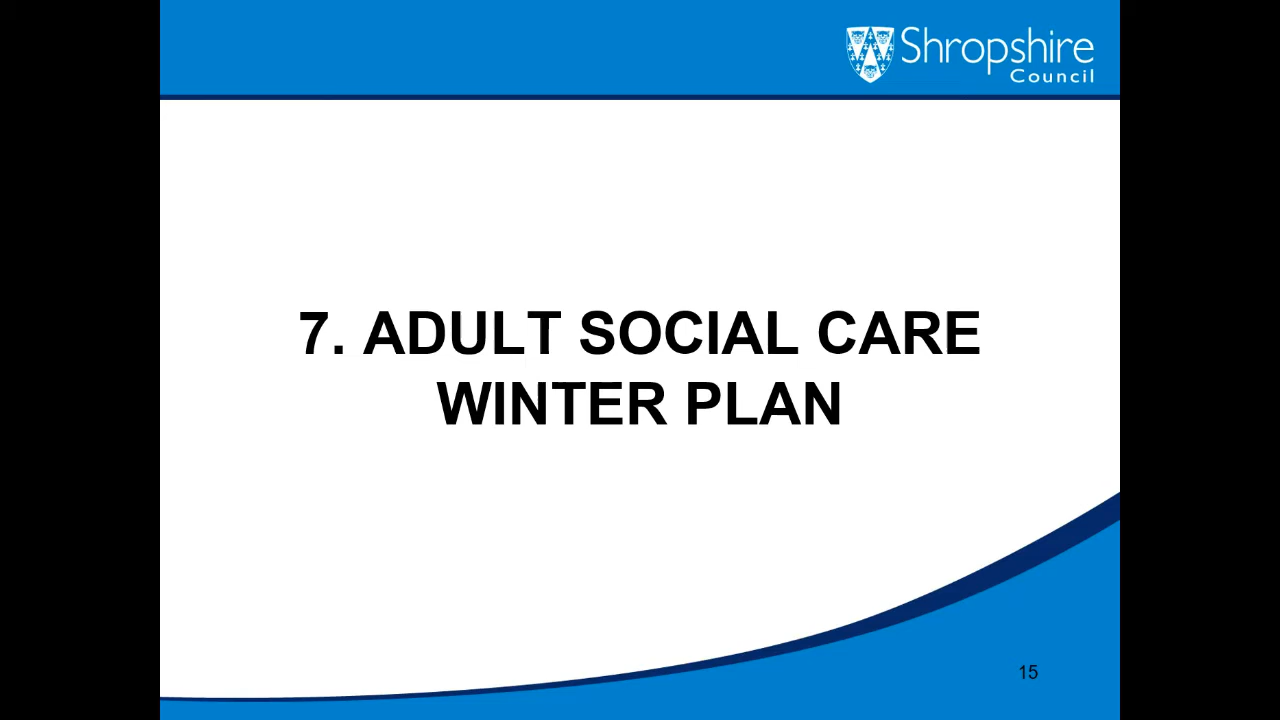 Shropshire
Council
7. ADULT SOCIAL CARE
WINTER PLAN
15